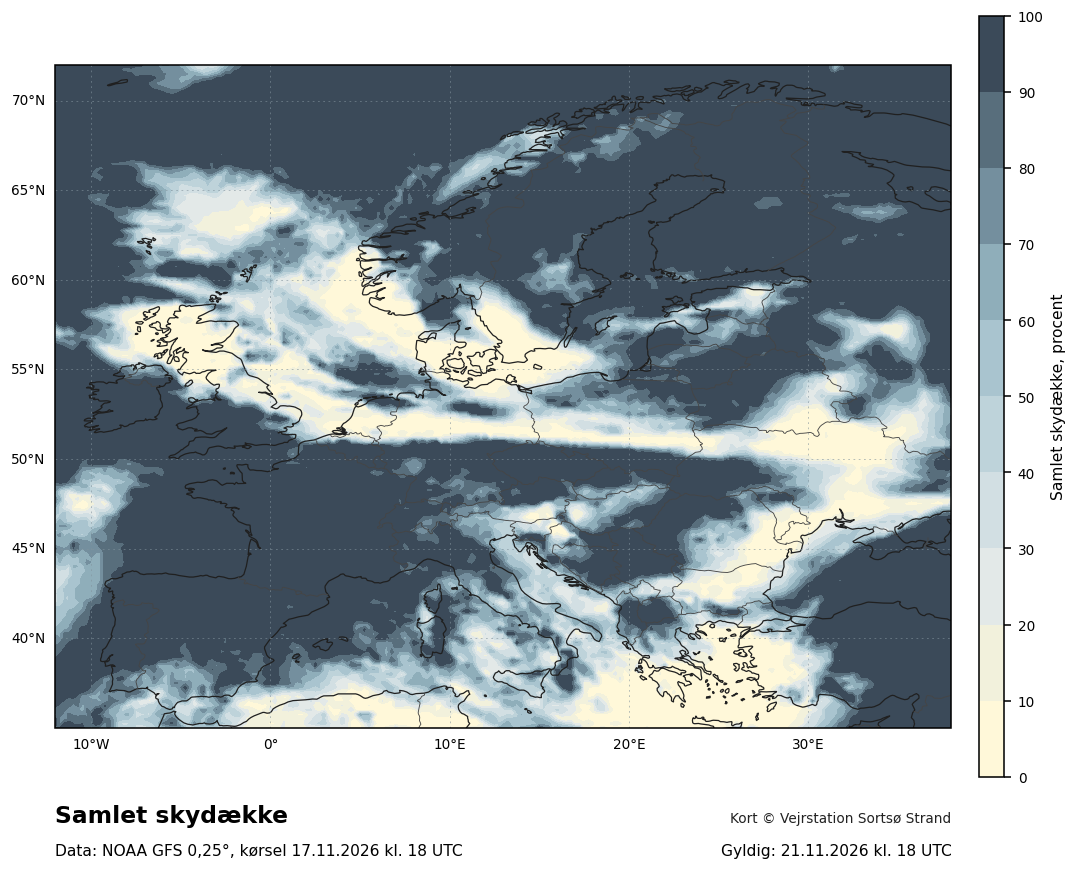 100
90
80
70
60
50
40
30
20
10
0
Samlet skydække, procent
70°N
65°N
60°N
55°N
50°N
45°N
40°N
10°W
0°
10°E
20°E
30°E
Samlet skydække
Kort © Vejrstation Sortsø Strand
Data: NOAA GFS 0,25°, kørsel 17.11.2026 kl. 18 UTC
Gyldig: 21.11.2026 kl. 18 UTC